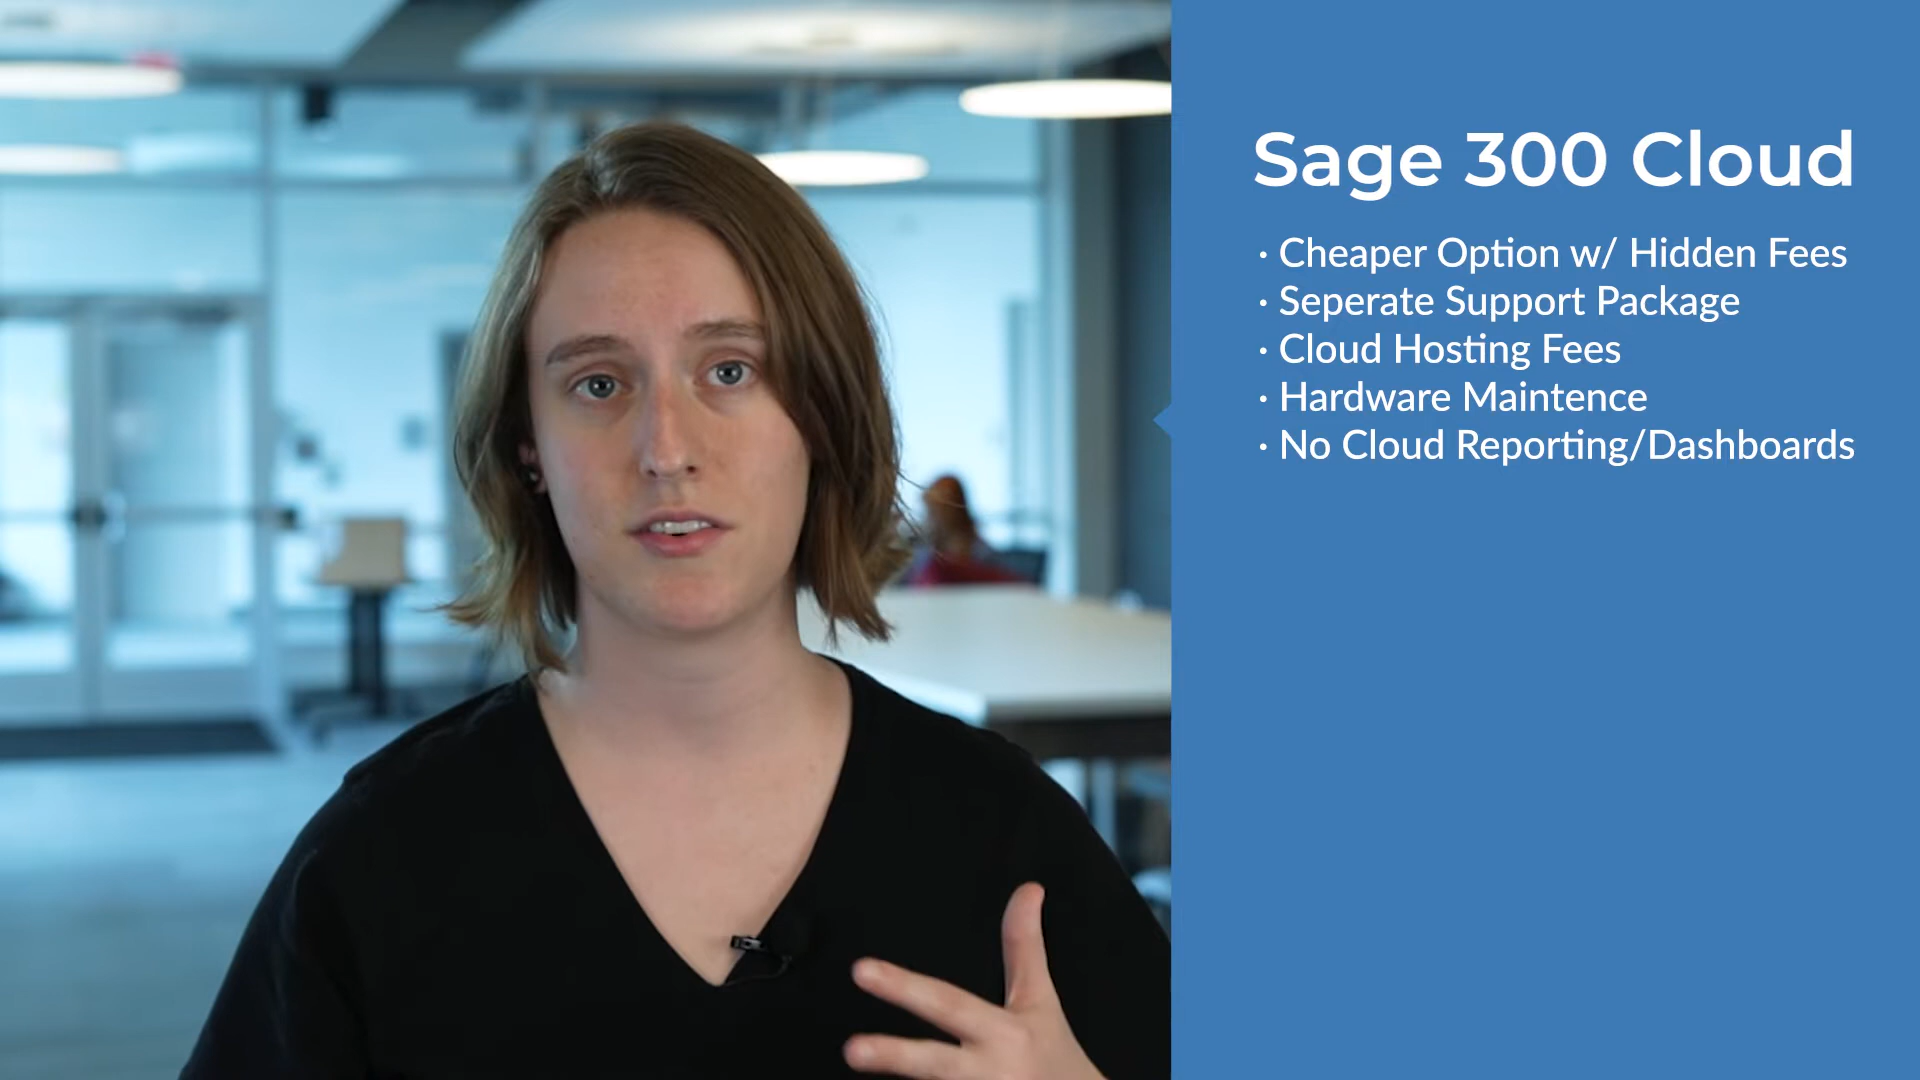 Sage 300 Cloud
· Cheaper Option w/ Hidden Fees
· Seperate Support Package
· Cloud Hosting Fees
· Hardware Maintence
· No Cloud Reporting/Dashboards